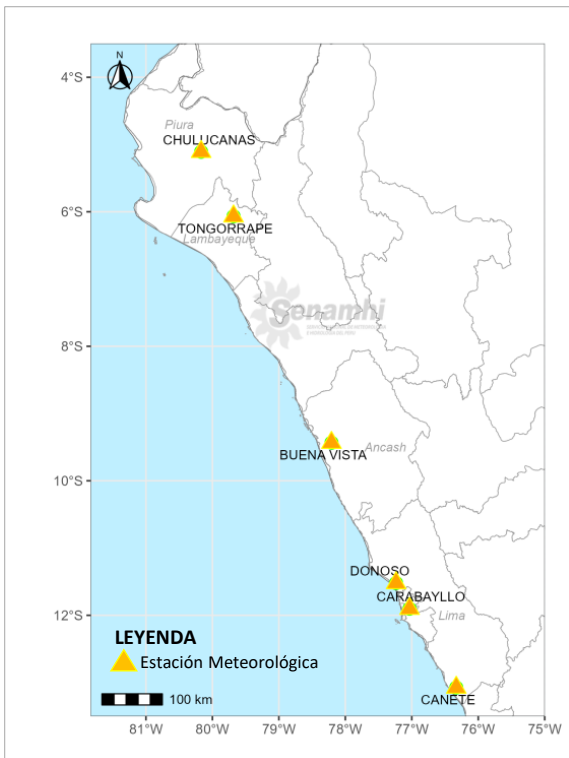 N
4°S
Piura
CHULUCANAS
6°S
TONGORRAPE
Lambayeque
Senamhi
8°S
BUENA VISTA
Ancash
10°S
DONOSO
CARABAYLLO
12°S
Lima
LEYENDA
Estación Meteorológica
100 km
CAÑETE
81°W 80°W 79°W 78°W 77°W 76°W 75°W